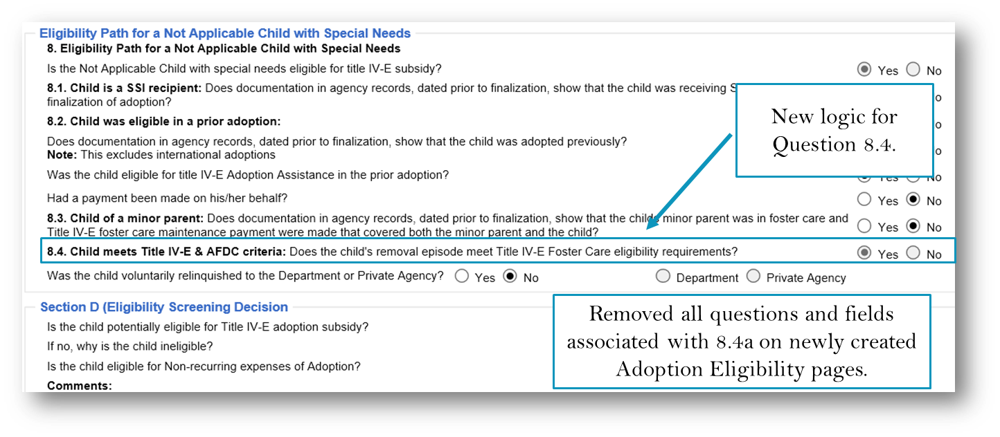 Eligibility Path for a Not Applicable Child with Special Needs
8. Eligibility Path for a Not Applicable Child with Special Needs
Is the Not Applicable Child with special needs eligible for title IV-E subsidy? Yes No
8.1. Child is a SSI recipient: Does documentation in agency records, dated prior to finalization, show that the child was receiving S
finalization of adoption?
8.2. Child was eligible in a prior adoption:
New logic for
Question 8.4.
Does documentation in agency records, dated prior to finalization, show that the child was adopted previously?
Note: This excludes international adoptions
Was the child eligible for title IV-E Adoption Assistance in the prior adoption? Yes No
Had a payment been made on his/her behalf? Yes No
8.3. Child of a minor parent: Does documentation in agency records, dated prior to finalization, show that the childs minor parent was in foster care and
Title IV-E foster care maintenance payment were made that covered both the minor parent and the child? Yes No
8.4. Child meets Title IV-E & AFDC criteria: Does the child's removal episode meet Title IV-E Foster Care eligibility requirements? Yes No
Was the child voluntarily relinquished to the Department or Private Agency? Yes No Department Private Agency
Section D (Eligibility Screening Decision
Is the child potentially eligible for Title IV-E adoption subsidy?
If no, why is the child ineligible?
Is the child eligible for Non-recurring expenses of Adoption?
Comments:
Removed all questions and fields
associated with 8.4a on newly created
Adoption Eligibility pages.